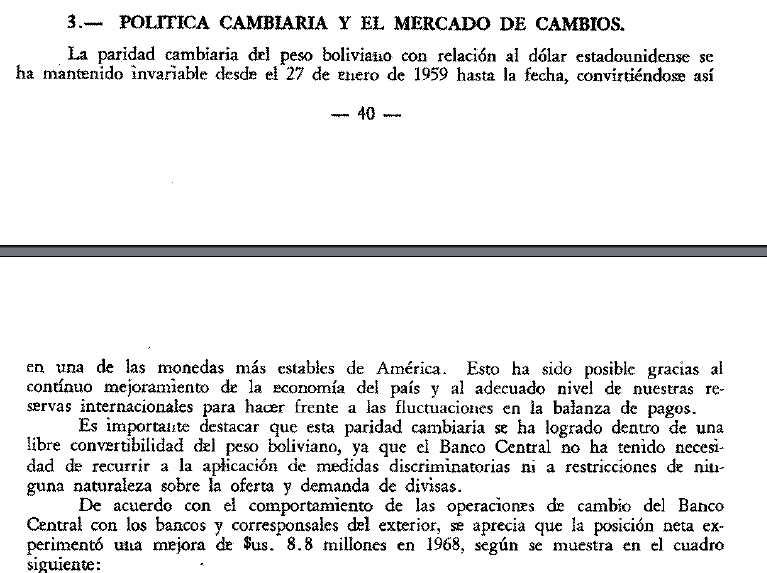 3.— POLITICA CAMBIARIA Y EL MERCADO DE CAMBIOS.
La paridad cambiaria del peso boliviano con relación al dólar estadounidense se
ha mantenido invariable desde el 27 de enero de 1959 hasta la fecha, convirtiéndose así
— 40 —
en una de las monedas más estables de América. Esto ha sido posible gracias al
contínuo mejoramiento de la economía del país y al adecuado nivel de nuestras re-
servas internacionales para hacer frente a las fluctuaciones en la balanza de pagos.
Es importante destacar que esta paridad cambiaria se ha logrado dentro de una
libre convertibilidad del peso boliviano, ya que el Banco Central no ha tenido necesi-
dad de recurrir a la aplicación de medidas discriminatorias ni a restricciones de nin-
guna naturaleza sobre la oferta y demanda de divisas.
De acuerdo con el comportamiento de las operaciones de cambio del Banco
Central con los bancos y corresponsales del exterior, se aprecia que la posición neta ex-
perimentó una mejora de $us. 8.8 millones en 1968, según se muestra en el cuadro
siguiente: